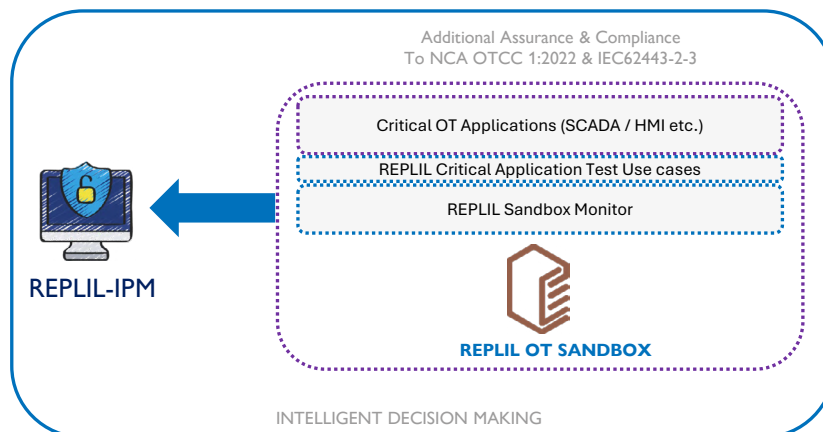 Additional Assurance & Compliance
To NCA OTCC 1:2022 & IEC62443-2-3
Critical OT Applications (SCADA / HMI etc.)
REPLIL Critical Application Test Use cases
REPLIL Sandbox Monitor
REPLIL-IPM
REPLIL OT SANDBOX
INTELLIGENT DECISION MAKING